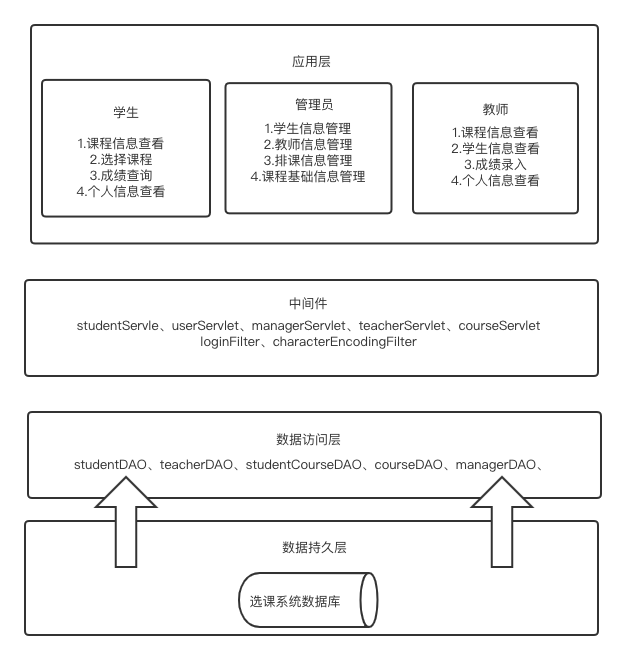 应用层
学生
1.课程信息查看
2.选择课程
3.成绩查询
4.个人信息查看
管理员
1.学生信息管理
2.教师信息管理
3.排课信息管理
4.课程基础信息管理
教师
1.课程信息查看
2.学生信息查看
3.成绩录入
4.个人信息查看
中间件
studentServle、userServlet、managerServlet、teacherServlet、courseServlet
loginFilter、characterEncodingFilter
数据访问层
studentDAO、teacherDAO、studentCourseDAO、courseDAO、managerDAO、
数据持久层
选课系统数据库